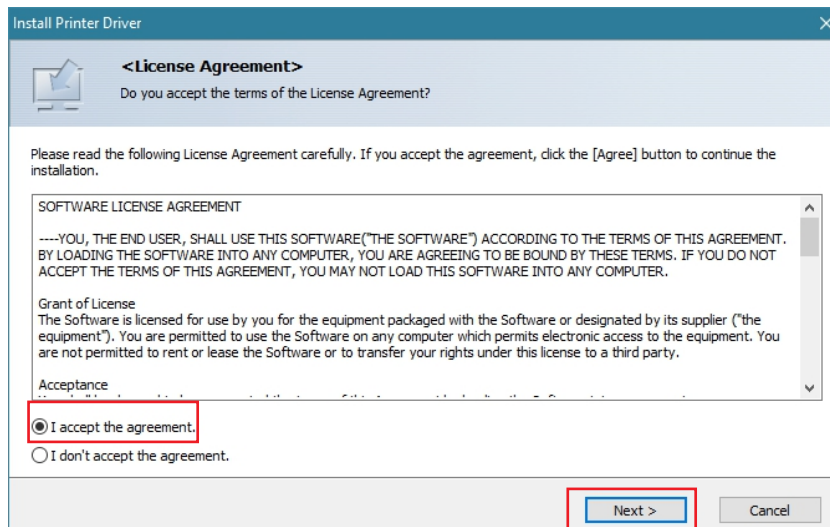 Install Printer Driver
<License Agreement>
Do you accept the terms of the License Agreement?
Please read the following License Agreement carefully. If you accept the agreement, click the [Agree] button to continue the
installation.
SOFTWARE LICENSE AGREEMENT
----YOU, THE END USER, SHALL USE THIS SOFTWARE("THE SOFTWARE") ACCORDING TO THE TERMS OF THIS AGREEMENT.
BY LOADING THE SOFTWARE INTO ANY COMPUTER, YOU ARE AGREEING TO BE BOUND BY THESE TERMS. IF YOU DO NOT
ACCEPT THE TERMS OF THIS AGREEMENT, YOU MAY NOT LOAD THIS SOFTWARE INTO ANY COMPUTER.
Grant of License
The Software is licensed for use by you for the equipment packaged with the Software or designated by its supplier ("the
equipment"). You are permitted to use the Software on any computer which permits electronic access to the equipment. You
are not permitted to rent or lease the Software or to transfer your rights under this license to a third party.
Acceptance
I accept the agreement.
I don't accept the agreement.
Next >
Cancel